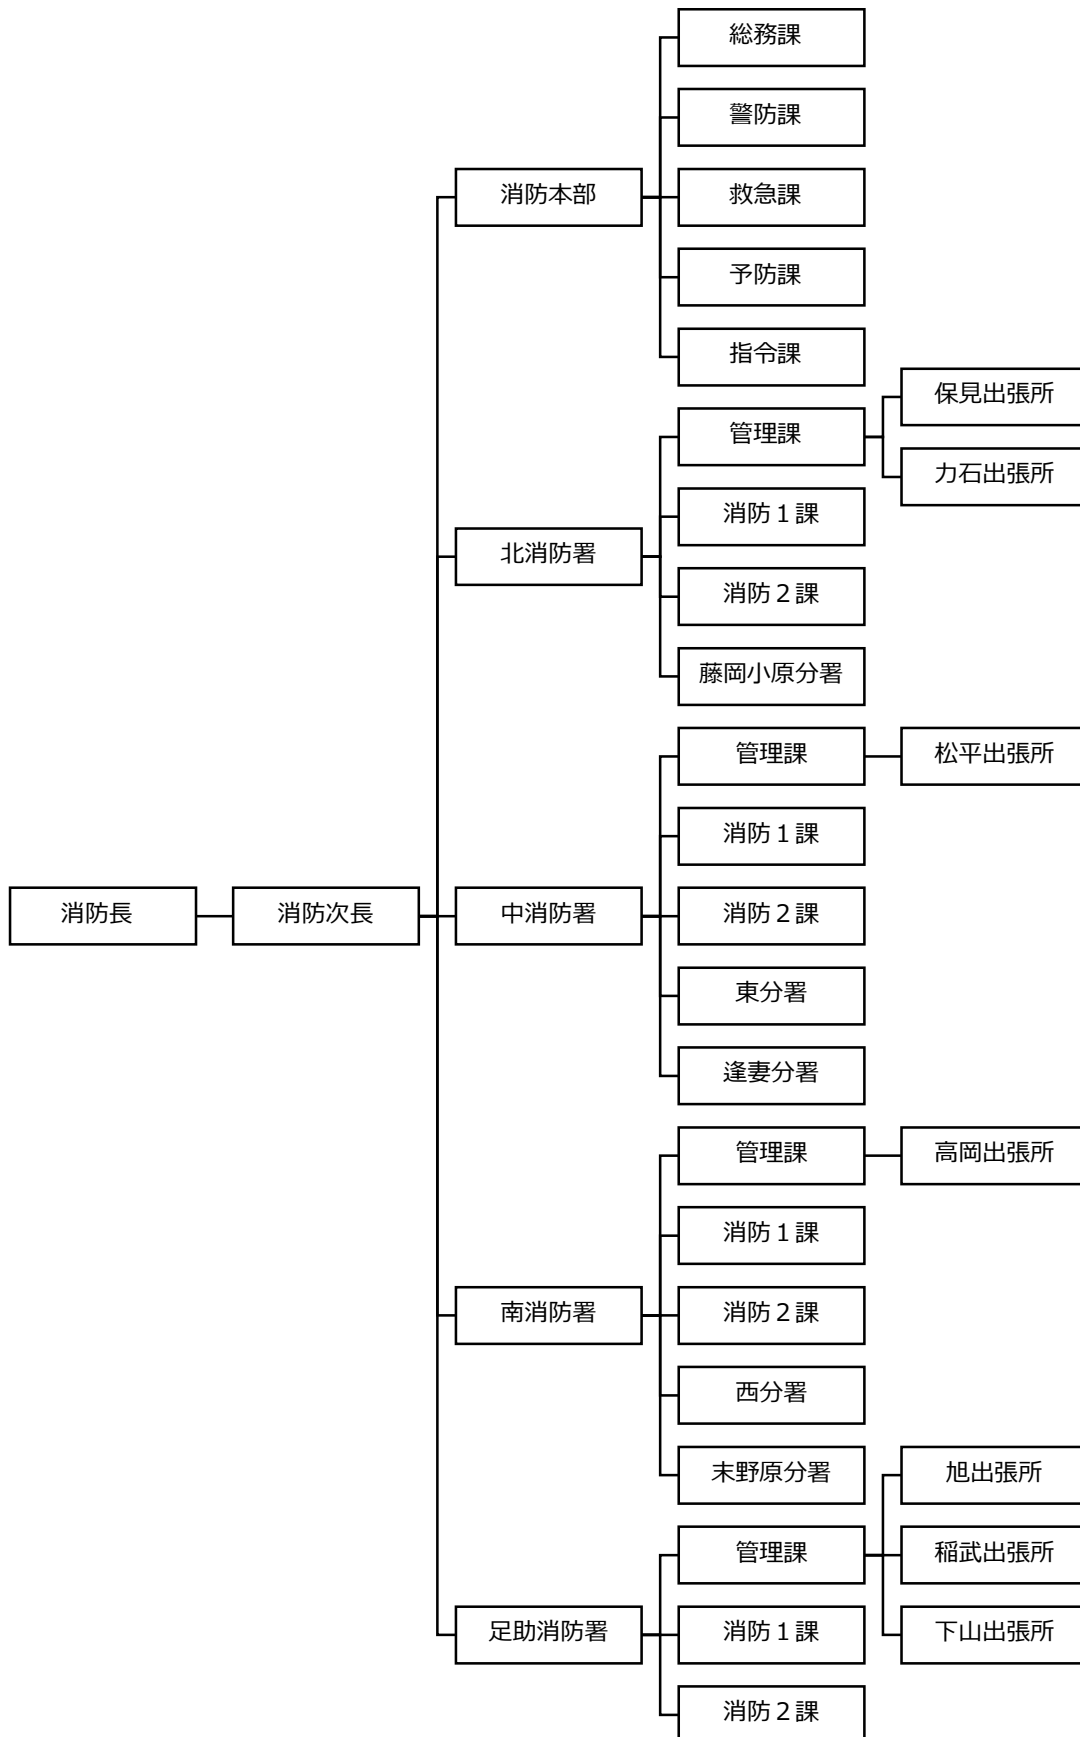 消防長
消防次長
消防本部
総務課
警防課
救急課
予防課
指令課
北消防署
管理課
保見出張所
力石出張所
消防１課
消防２課
藤岡小原分署
中消防署
管理課
松平出張所
消防１課
消防２課
東分署
逢妻分署
南消防署
管理課
高岡出張所
消防１課
消防２課
西分署
末野原分署
足助消防署
管理課
旭出張所
稲武出張所
下山出張所
消防１課
消防２課